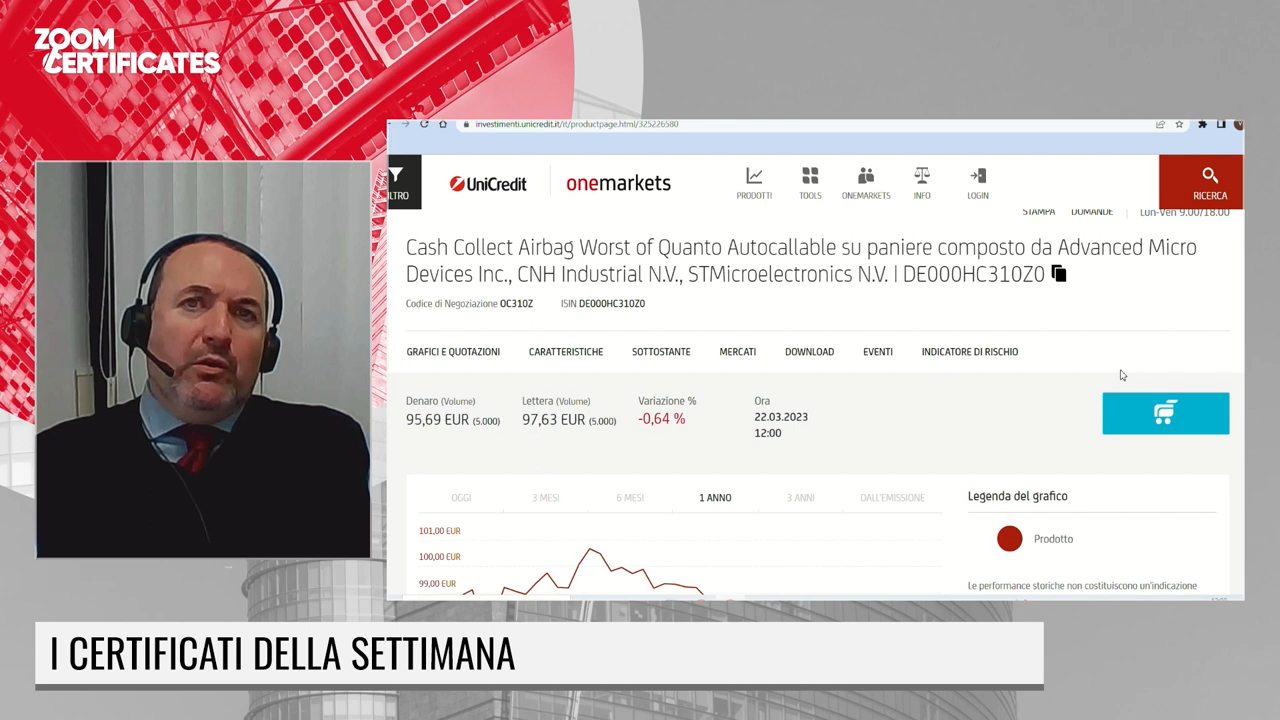 ZOOM
CERTIFICATES
investimenti.unicredit.it/it/productpage.html/325226580
LTRO
UniCredit
onemarkets
PRODOTTI
TOOLS
ONEMARKETS
INFO
LOGIN
RICERCA
STAMPA
DOMANDE
Lun-Ven 9.00/18.00
Cash Collect Airbag Worst of Quanto Autocallable su paniere composto da Advanced Micro
Devices Inc., CNH Industrial N.V., STMicroelectronics N.V. | DE000HC310Z0
Codice di Negoziazione OC310Z ISIN DE000HC310Z0
GRAFICI E QUOTAZIONI CARATTERISTICHE SOTTOSTANTE MERCATI DOWNLOAD EVENTI INDICATORE DI RISCHIO
Denaro (Volume) Lettera (Volume) Variazione % Ora
95,69 EUR (5.000) 97,63 EUR (5.000) -0,64 % 22.03.2023
12:00
OGGI 3 MESI 6 MESI 1 ANNO 3 ANNI DALL'EMISSIONE
Legenda del grafico
101,00 EUR
Prodotto
100,00 EUR
99,00 EUR
Le performance storiche non costituiscono un'indicazione
I CERTIFICATI DELLA SETTIMANA